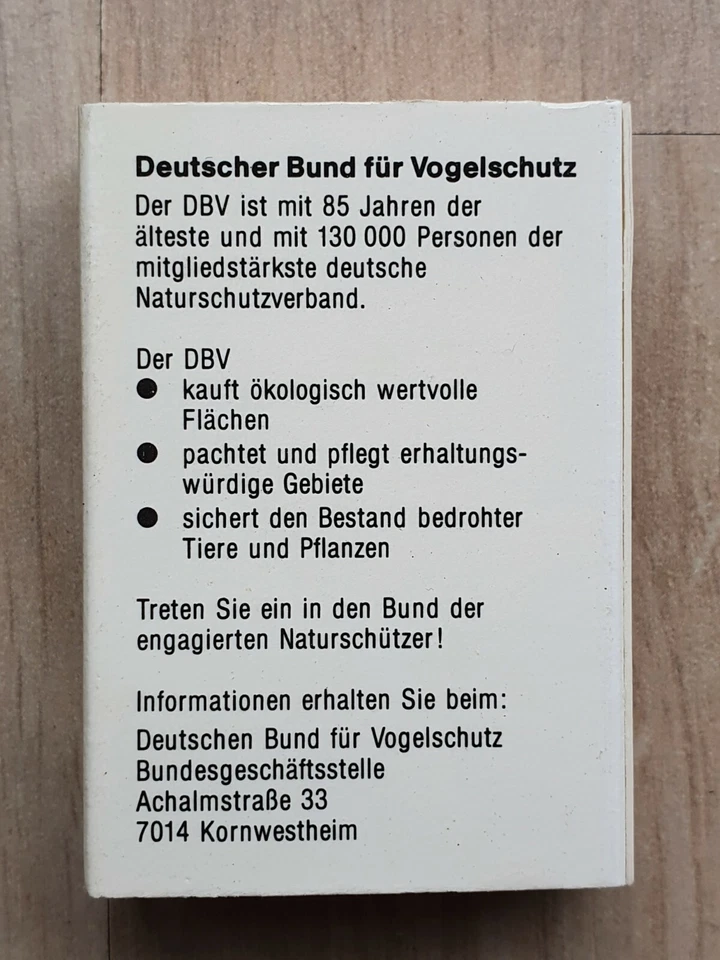 Deutscher Bund für Vogelschutz
Der DBV ist mit 85 Jahren der
älteste und mit 130 000 Personen der
mitgliedstärkste deutsche
Naturschutzverband.
Der DBV
● kauft ökologisch wertvolle
Flächen
● pachtet und pflegt erhaltungs-
würdige Gebiete
● sichert den Bestand bedrohter
Tiere und Pflanzen
Treten Sie ein in den Bund der
engagierten Naturschützer!
Informationen erhalten Sie beim:
Deutschen Bund für Vogelschutz
Bundesgeschäftsstelle
Achalmstraße 33
7014 Kornwestheim